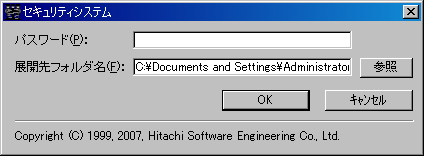 セキュリティシステム
パスワード(P):
展開先フォルダ名(F): C:¥Documents and Settings¥Administrator 参照
OK キャンセル
Copyright (C) 1999, 2007, Hitachi Software Engineering Co., Ltd.